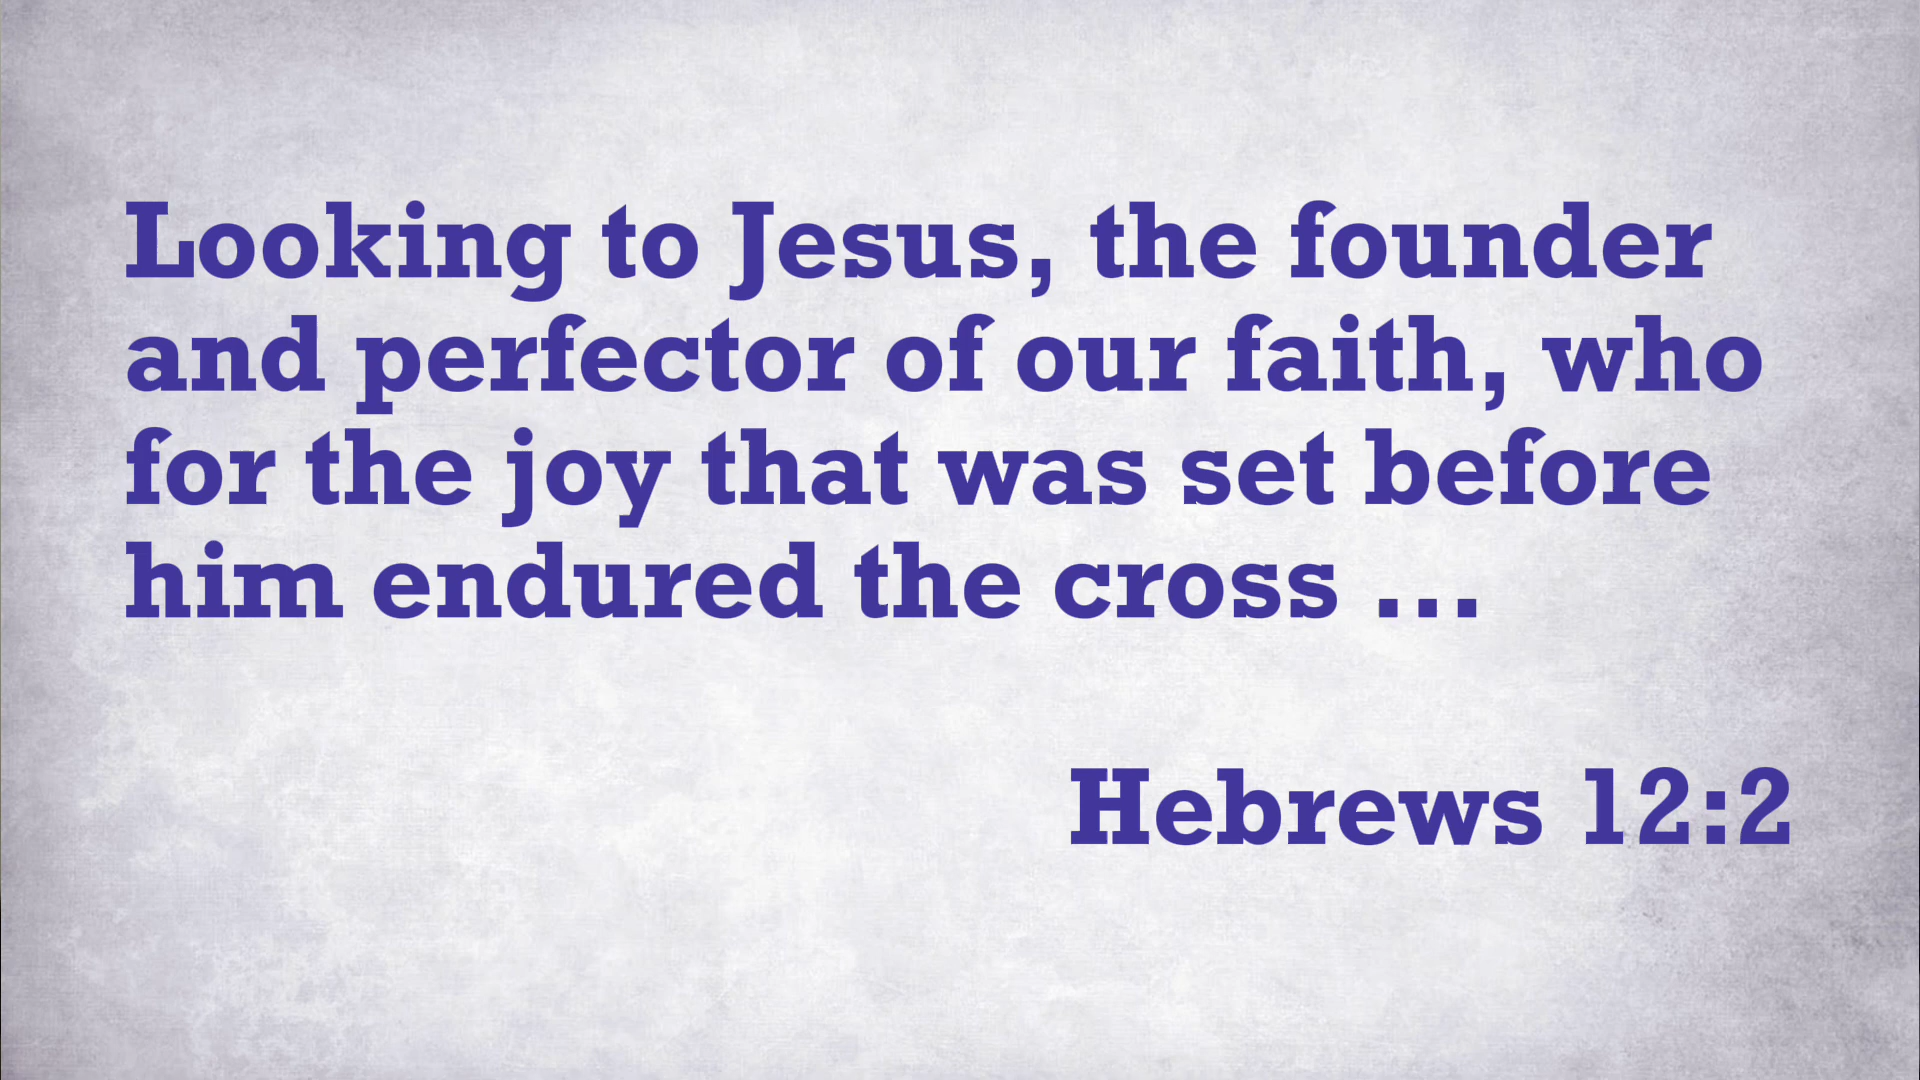 Looking to Jesus, the founder
and perfector of our faith, who
for the joy that was set before
him endured the cross ...
Hebrews 12:2